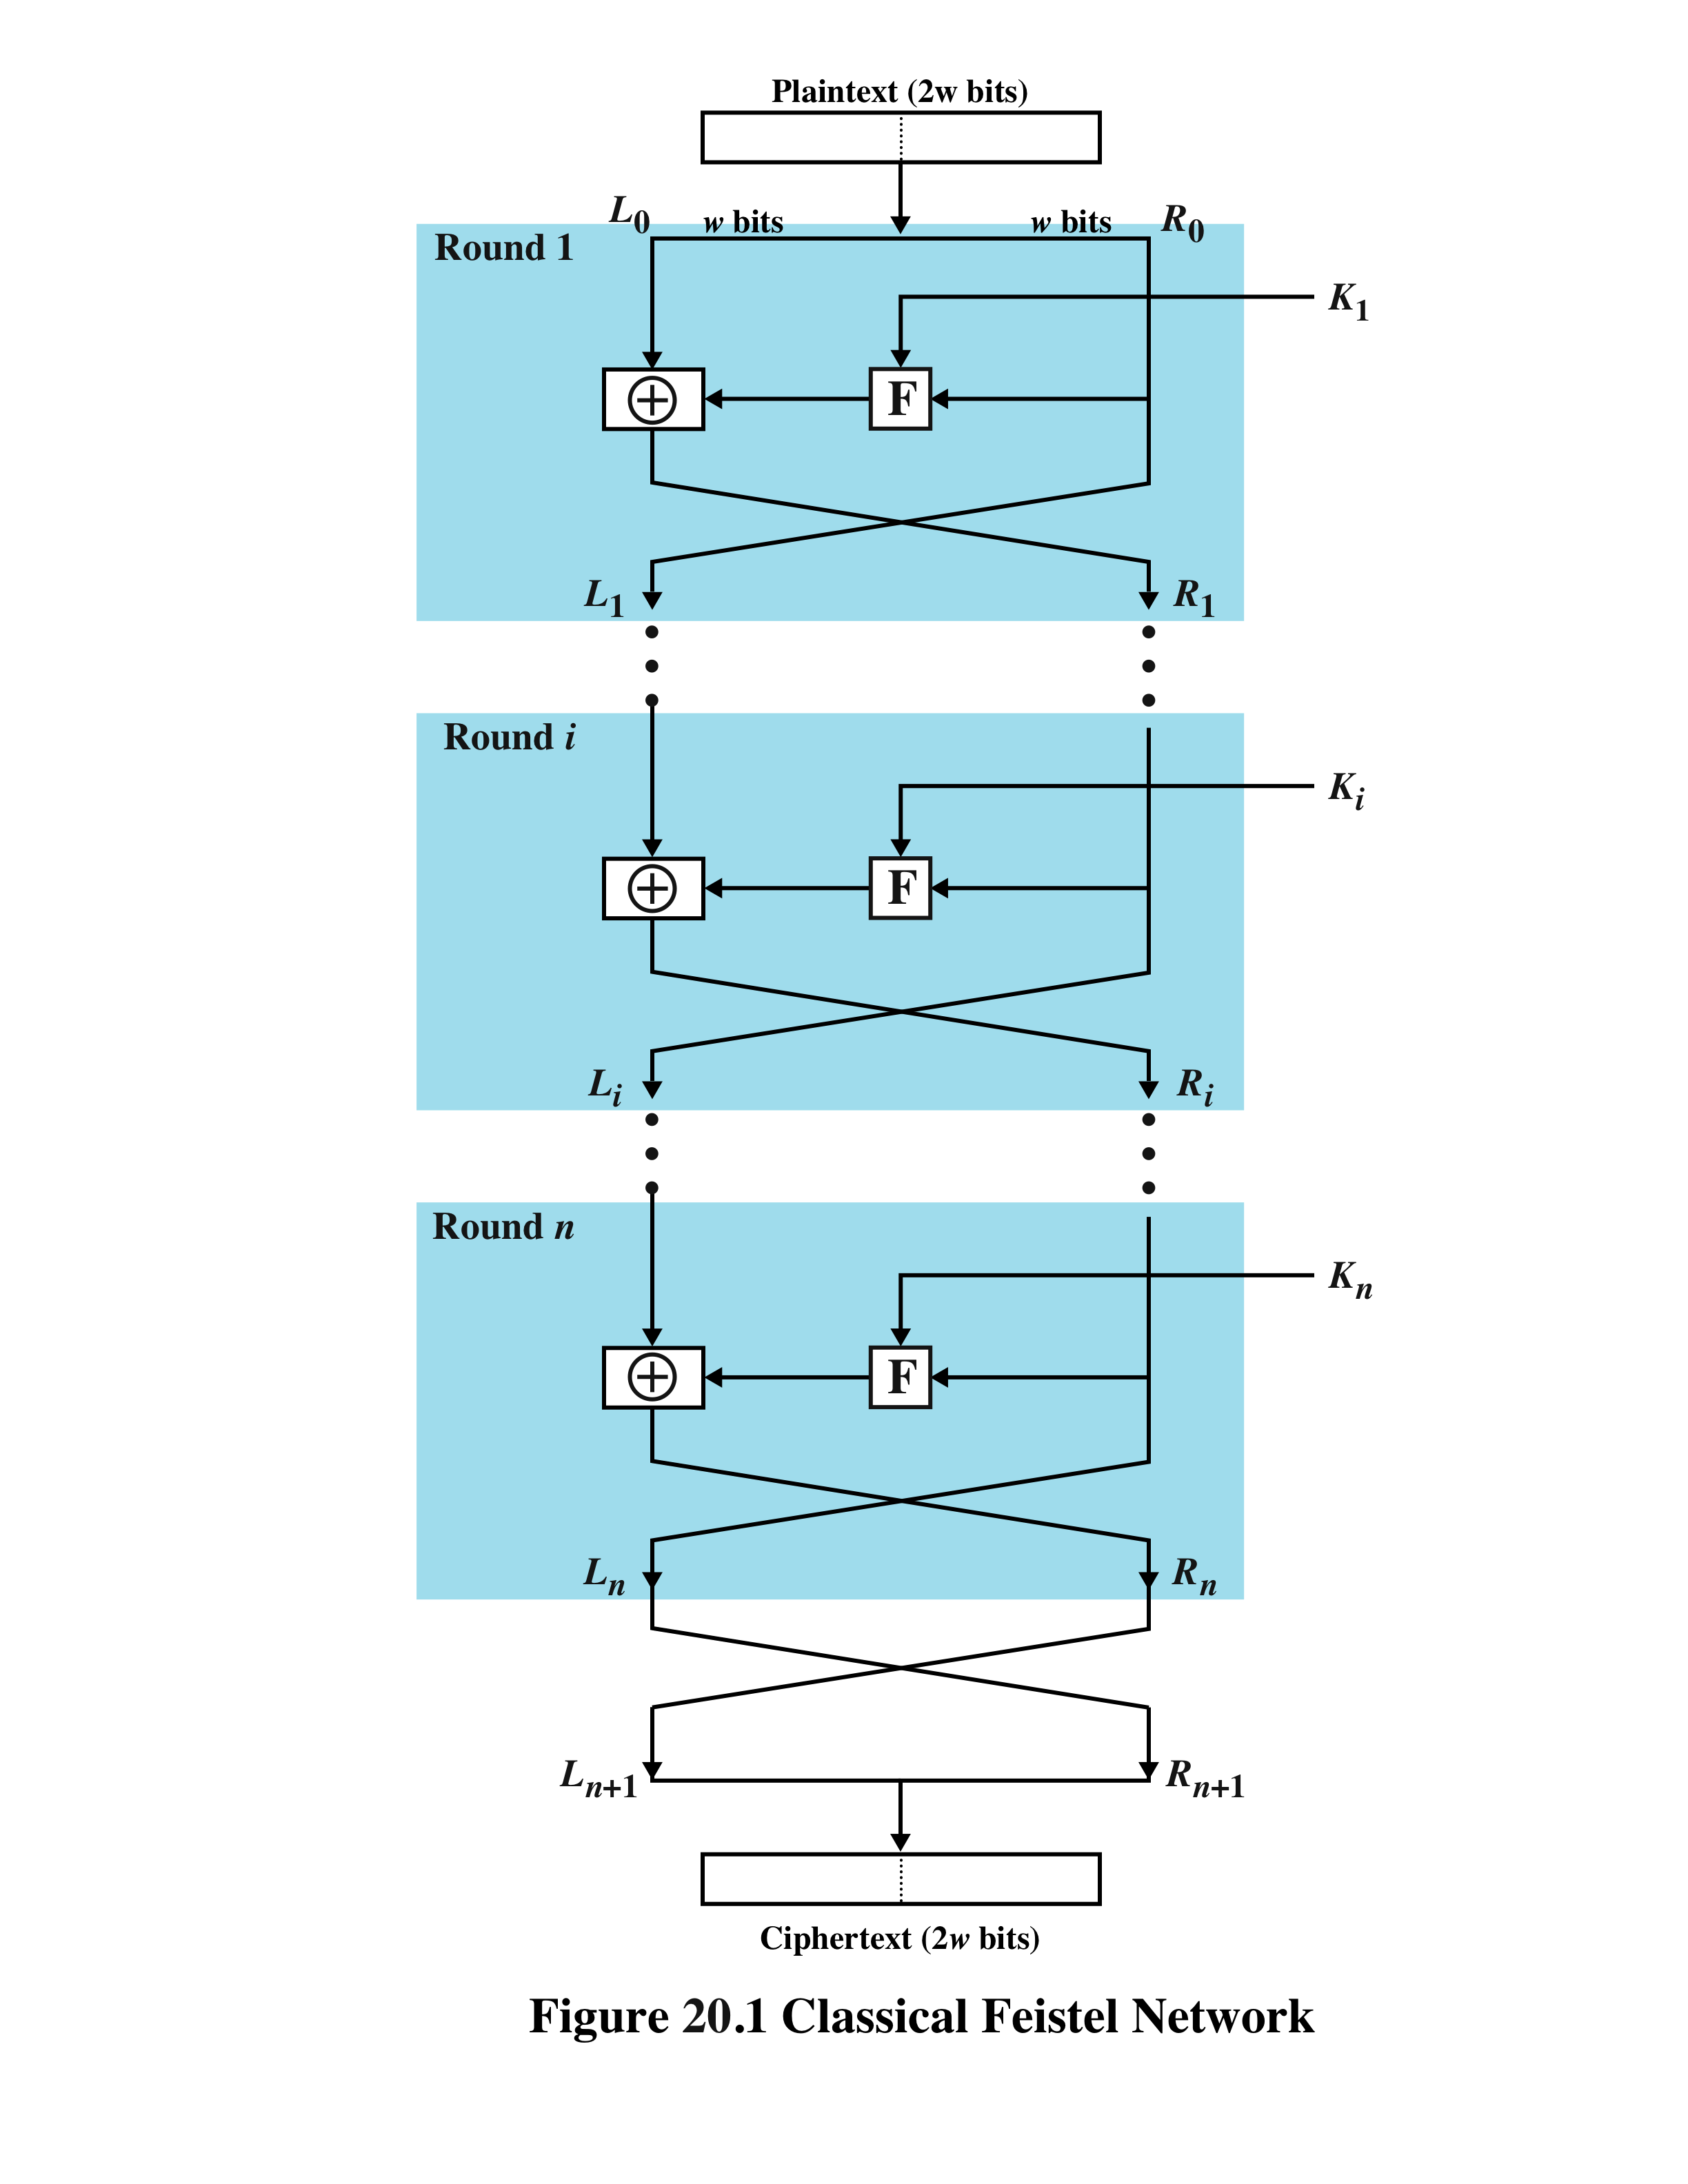 Plaintext (2w bits)
L0 w bits w bits R0
Round 1
K1
⊕ F
L1 R1
Round i
Ki
⊕ F
Li Ri
Round n
Kn
⊕ F
Ln Rn
Ln+1 Rn+1
Ciphertext (2w bits)
Figure 20.1 Classical Feistel Network